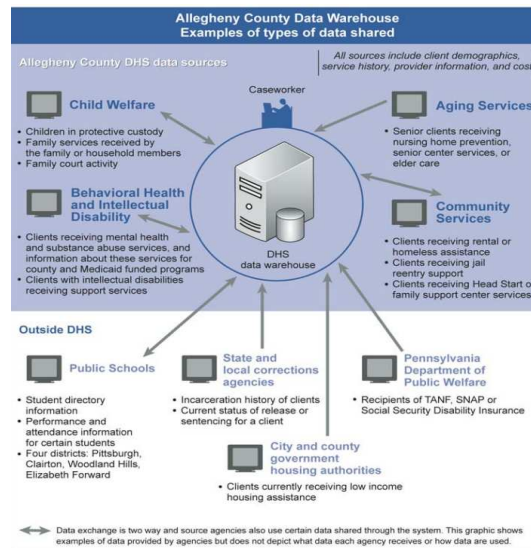 Allegheny County Data Warehouse
Examples of types of data shared
Allegheny County DHS data sources
All sources include client demographics,
service history, provider information, and cost
Caseworker
Child Welfare
• Children in protective custody
• Family services received by
the family or household members
• Family court activity
Aging Services
• Senior clients receiving
nursing home prevention,
senior center services, or
elder care
Behavioral Health
and Intellectual
Disability
• Clients receiving mental health
and substance abuse services, and
information about these services for
county and Medicaid funded programs
• Clients with intellectual disabilities
receiving support services
DHS
data warehouse
Community
Services
• Clients receiving rental or
homeless assistance
• Clients receiving jail
reentry support
• Clients receiving Head Start o
family support center services
Outside DHS
Public Schools
• Student directory
information
• Performance and
attendance information
for certain students
• Four districts: Pittsburgh,
Clairton, Woodland Hills,
Elizabeth Forward
State and
local corrections
agencies
• Incarceration history of clients
• Current status of release or
sentencing for a client
Pennsylvania
Department of
Public Welfare
• Recipients of TANF, SNAP or
Social Security Disability Insurance
City and county
government
housing authorities
• Clients currently receiving low income
housing assistance
Data exchange is two way and source agencies also use certain data shared through the system. This graphic shows
examples of data provided by agencies but does not depict what data each agency receives or how data are used.